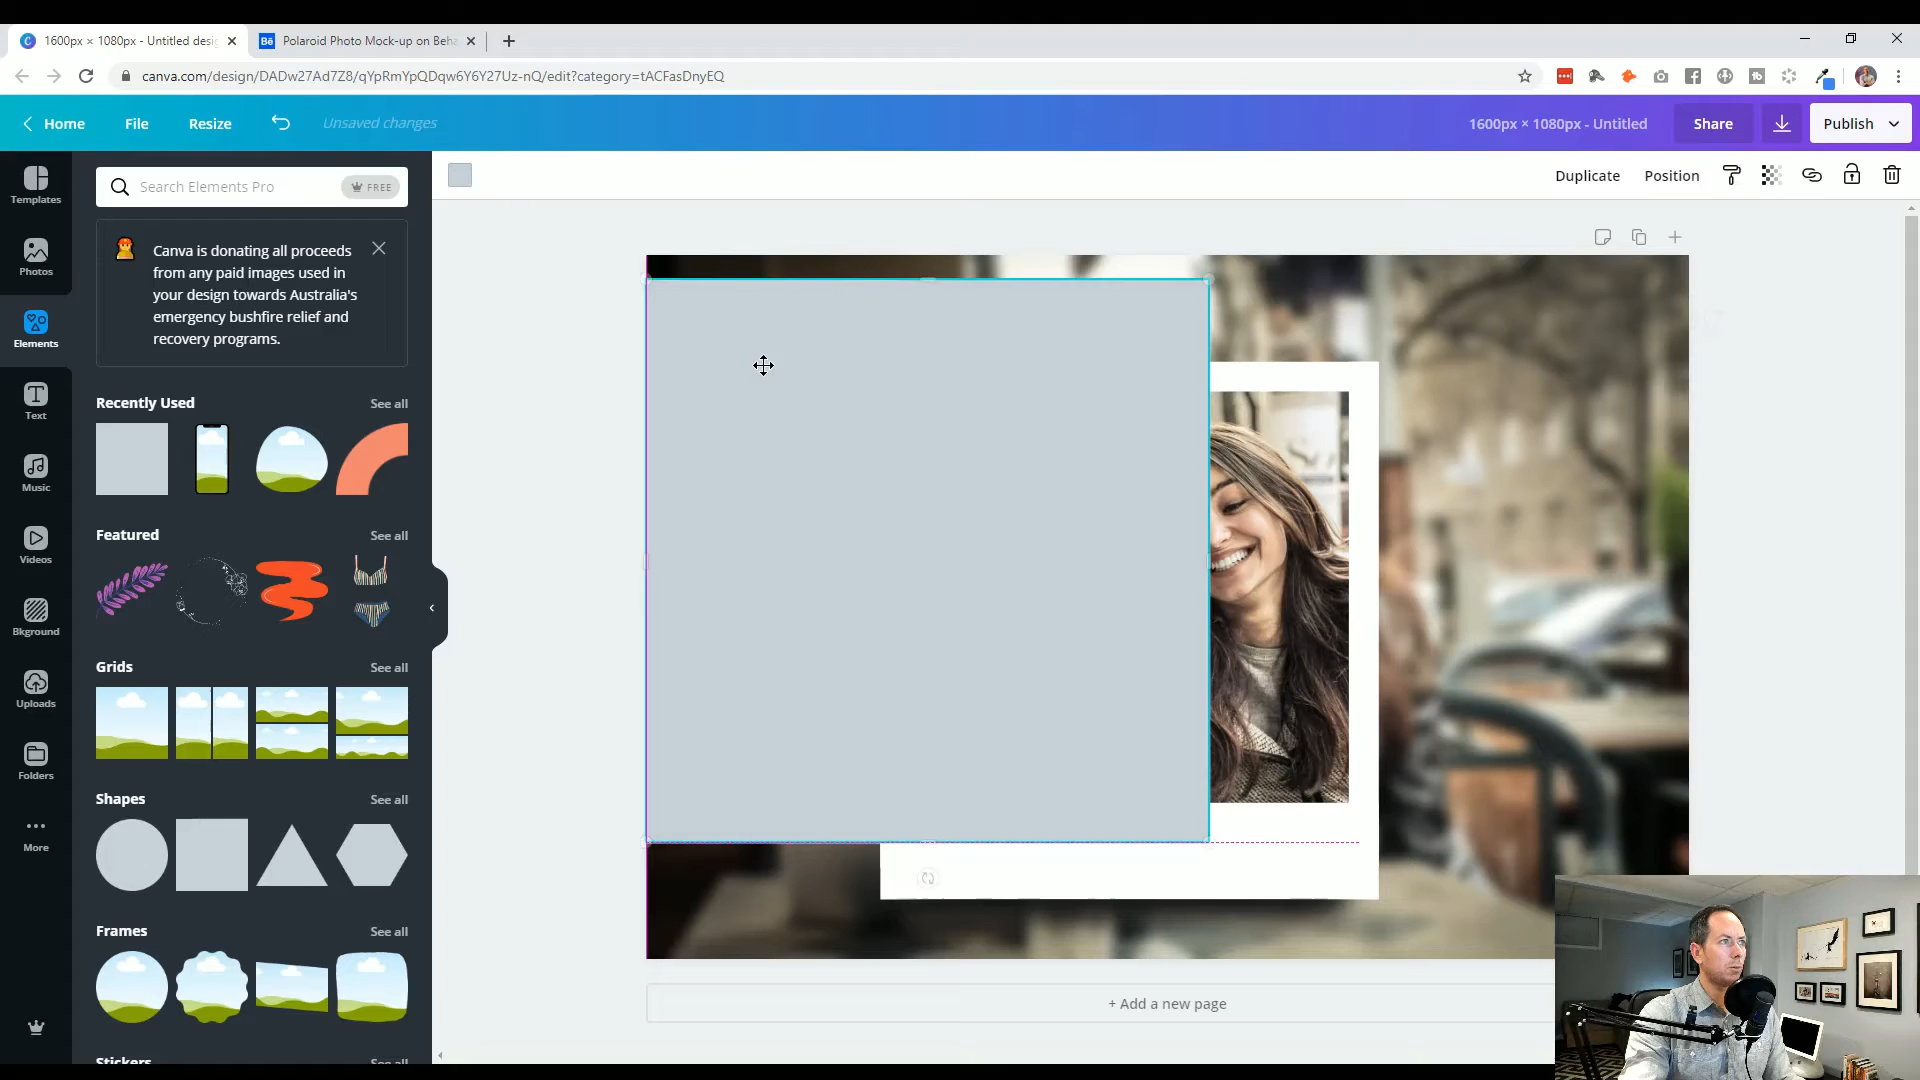 1600px × 1080px - Untitled desig
Polaroid Photo Mock-up on Beha
canva.com/design/DADw27Ad7Z8/qYpRmYpQDqw6Y6Y27Uz-nQ/edit?category=tACFasDnyEQ
Home
File
Resize
Unsaved changes
1600px × 1080px - Untitled
Share
Publish
Templates
Photos
Elements
Text
Music
Videos
Bkground
Uploads
Folders
More
Search Elements Pro
FREE
Canva is donating all proceeds
from any paid images used in
your design towards Australia's
emergency bushfire relief and
recovery programs.
Recently Used
See all
Featured
See all
Grids
See all
Shapes
See all
Frames
See all
Stickers
See all
Duplicate
Position
+ Add a new page